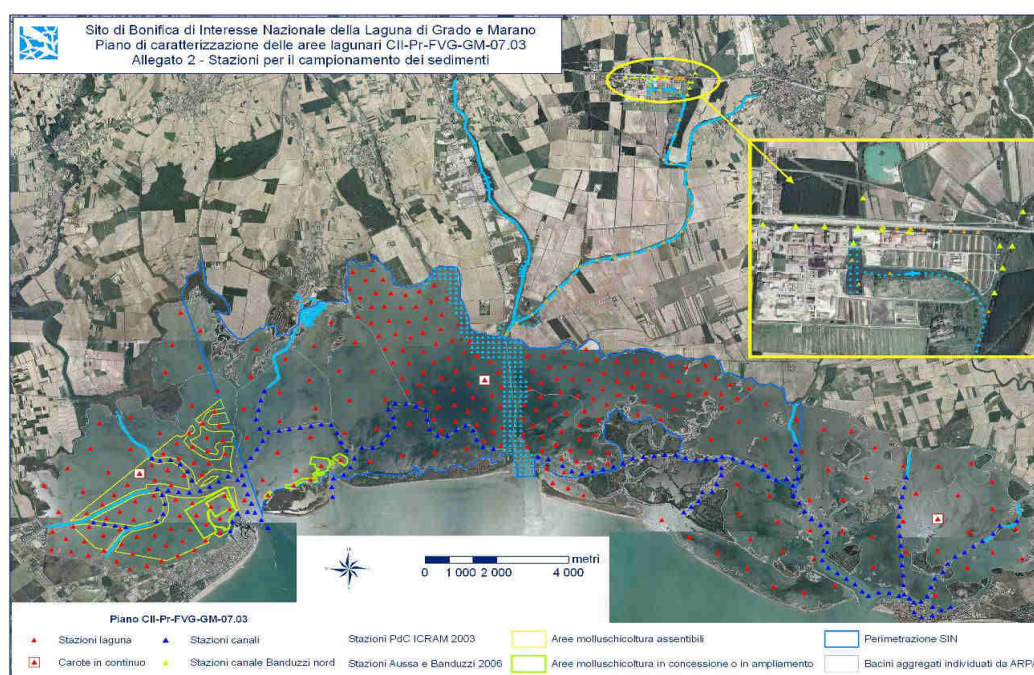 Sito di Bonifica di Interesse Nazionale della Laguna di Grado e Marano
Piano di caratterizzazione delle aree lagunari CII-Pr-FVG-GM-07.03
Allegato 2 - Stazioni per il campionamento dei sedimenti
metri
0 1 000 2 000 4 000
Piano CII-Pr-FVG-GM-07.03
Stazioni laguna
Stazioni canali
Stazioni PdC ICRAM 2003
Aree molluschicoltura assentibili
Perimetrazione SIN
Carote in continuo
Stazioni canale Banduzzi nord
Stazioni Aussa e Banduzzi 2006
Aree molluschicoltura in concessione o in ampliamento
Bacini aggregati individuati da ARPA